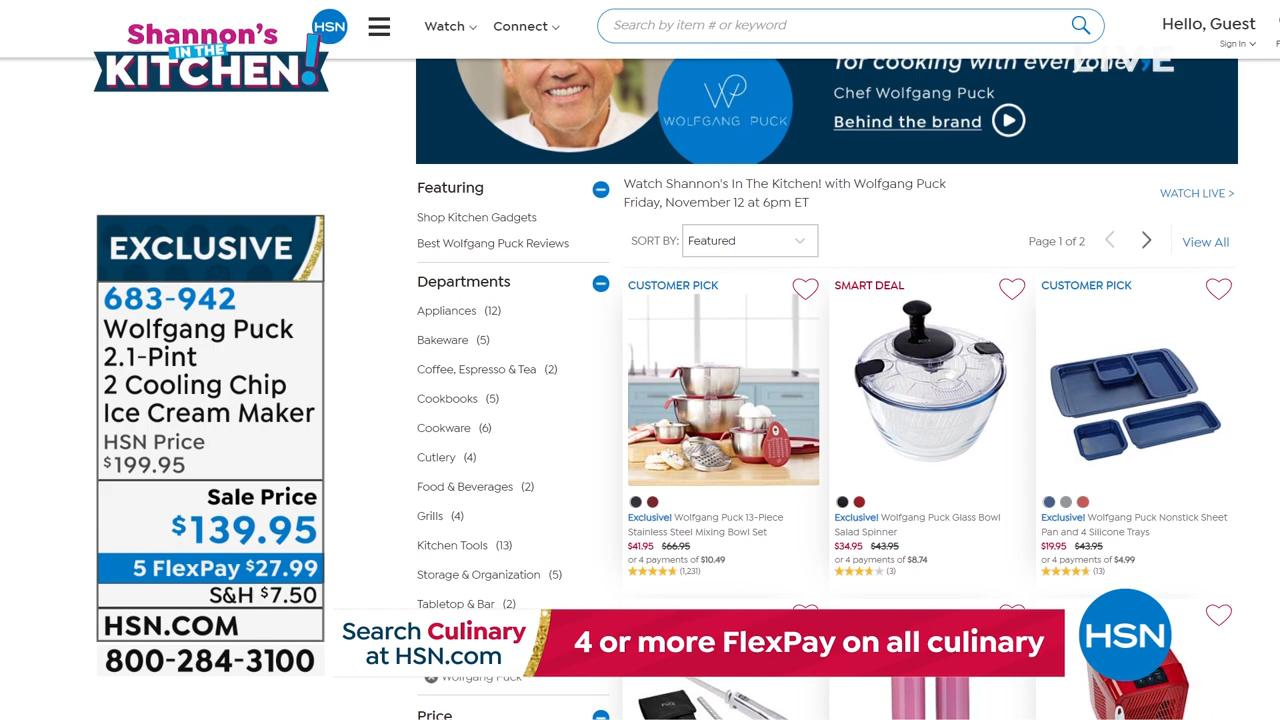 Shannon's
IN THE
KITCHEN!
HSN
Watch
Connect
Search by item # or keyword
Hello, Guest
Sign In
LIVE
for cooking with everyone.
Chef Wolfgang Puck
Behind the brand
WP
WOLFGANG PUCK
EXCLUSIVE
683-942
Wolfgang Puck
2.1-Pint
2 Cooling Chip
Ice Cream Maker
HSN Price
$199.95
Sale Price
$139.95
5 FlexPay $27.99
S&H $7.50
HSN.COM
800-284-3100
Featuring
Shop Kitchen Gadgets
Best Wolfgang Puck Reviews
Departments
Appliances (12)
Bakeware (5)
Coffee, Espresso & Tea (2)
Cookbooks (5)
Cookware (6)
Cutlery (4)
Food & Beverages (2)
Grills (4)
Kitchen Tools (13)
Storage & Organization (5)
Tabletop & Bar (2)
Wolfgang Puck
Price
Watch Shannon's In The Kitchen! with Wolfgang Puck
Friday, November 12 at 6pm ET
WATCH LIVE >
SORT BY: Featured
Page 1 of 2
View All
CUSTOMER PICK
Exclusive! Wolfgang Puck 13-Piece
Stainless Steel Mixing Bowl Set
$41.95 $66.95
or 4 payments of $10.49
(1,231)
SMART DEAL
Exclusive! Wolfgang Puck Glass Bowl
Salad Spinner
$34.95 $43.95
or 4 payments of $8.74
(3)
CUSTOMER PICK
Exclusive! Wolfgang Puck Nonstick Sheet
Pan and 4 Silicone Trays
$19.95 $43.95
or 4 payments of $4.99
(13)
Search Culinary
at HSN.com
4 or more FlexPay on all culinary
HSN